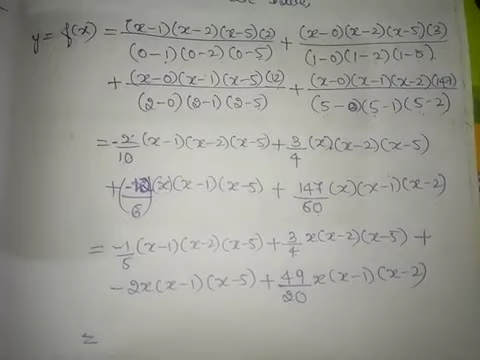 y = f(x) = (x-1)(x-2)(x-5)(2) / (0-1)(0-2)(0-5) + (x-0)(x-2)(x-5)(3) / (1-0)(1-2)(1-5)
+ (x-0)(x-1)(x-5)(12) / (2-0)(2-1)(2-5) + (x-0)(x-1)(x-2)(147) / (5-0)(5-1)(5-2)
= -2/10 (x-1)(x-2)(x-5) + 3/4 (x)(x-2)(x-5)
+ (-12/6)(x)(x-1)(x-5) + 147/60 (x)(x-1)(x-2)
= -1/5 (x-1)(x-2)(x-5) + 3/4 x(x-2)(x-5) +
-2x(x-1)(x-5) + 49/20 x(x-1)(x-2)
=